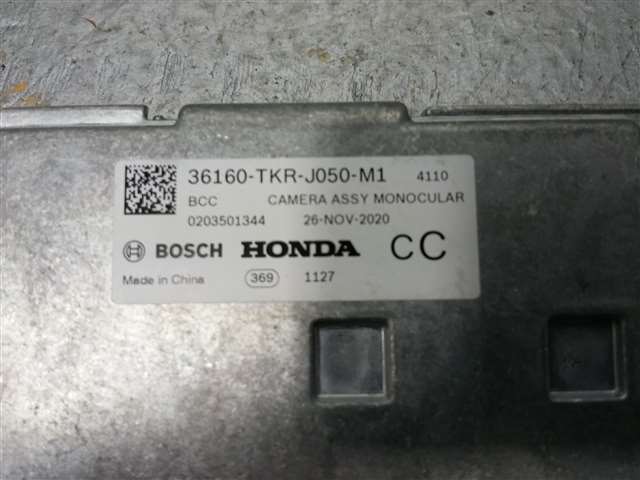 36160-TKR-J050-M1 4110
BCC CAMERA ASSY MONOCULAR
0203501344 26-NOV-2020
BOSCH HONDA CC
Made in China 369 1127